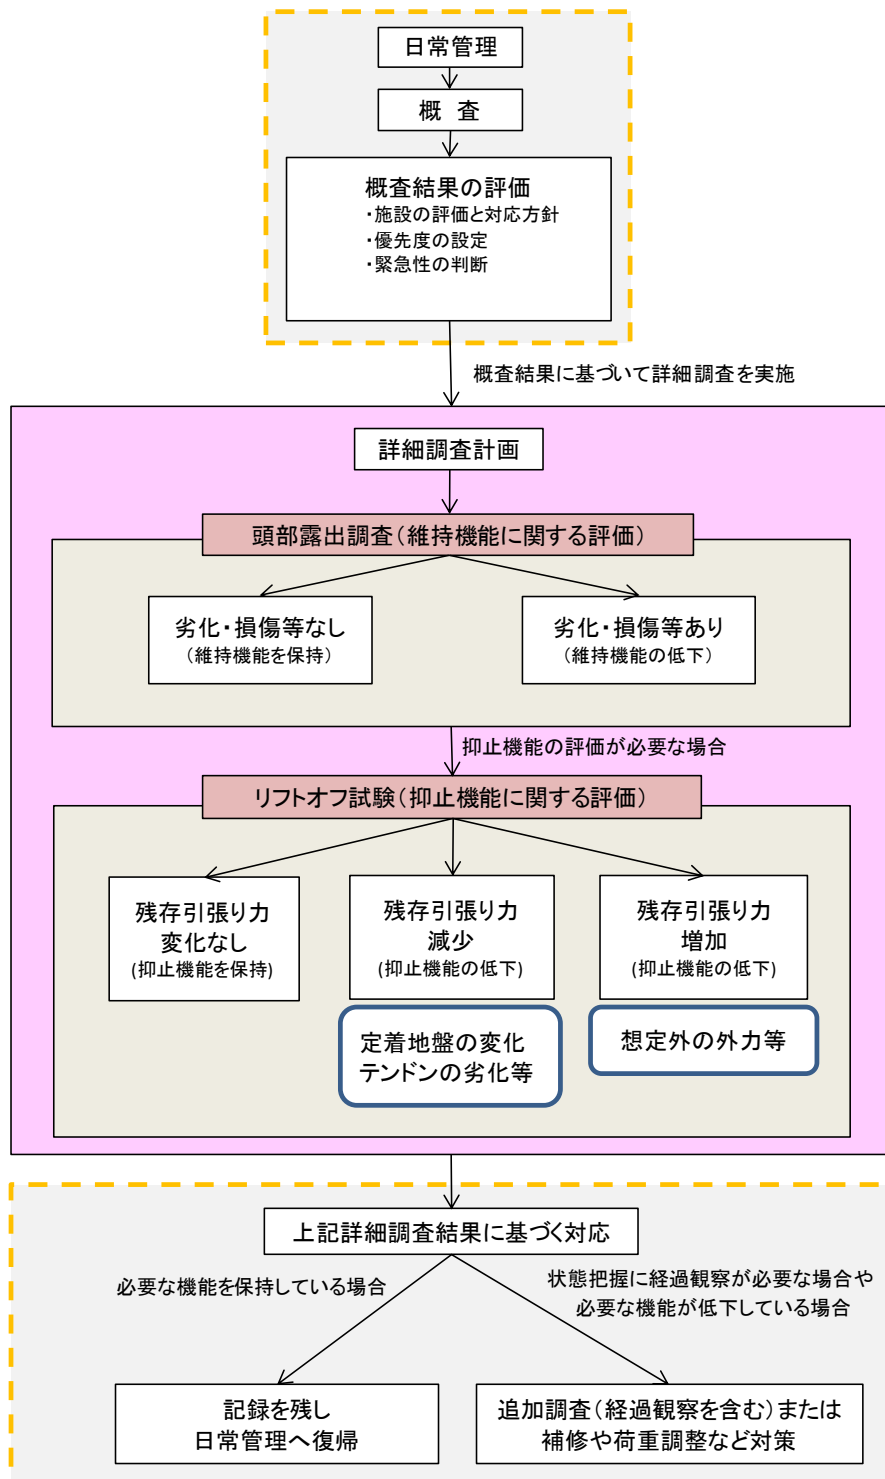 日常管理
概 査
概査結果の評価
・施設の評価と対応方針
・優先度の設定
・緊急性の判断
概査結果に基づいて詳細調査を実施
詳細調査計画
頭部露出調査(維持機能に関する評価)
劣化・損傷等なし
(維持機能を保持)
劣化・損傷等あり
(維持機能の低下)
抑止機能の評価が必要な場合
リフトオフ試験(抑止機能に関する評価)
残存引張り力
変化なし
(抑止機能を保持)
残存引張り力
減少
(抑止機能の低下)
残存引張り力
増加
(抑止機能の低下)
定着地盤の変化
テンドンの劣化等
想定外の外力等
上記詳細調査結果に基づく対応
必要な機能を保持している場合
状態把握に経過観察が必要な場合や
必要な機能が低下している場合
記録を残し
日常管理へ復帰
追加調査(経過観察を含む)または
補修や荷重調整など対策